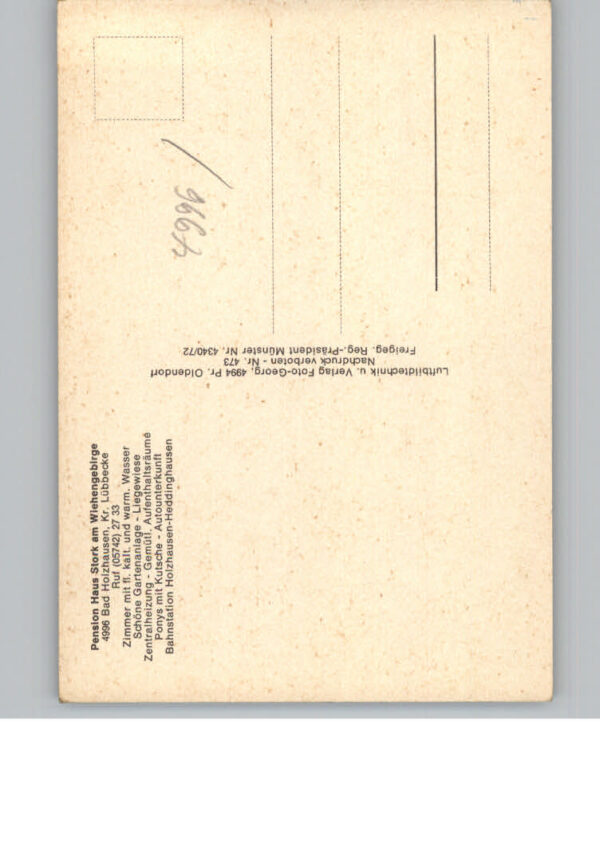 Pension Haus Stork am Wiehengebirge
4996 Bad Holzhausen, Kr. Lübbecke
Ruf (05742) 27 33
Zimmer mit fl. kalt. und warm. Wasser
Schöne Gartenanlage - Liegewiese
Zentralheizung - Gemütl. Aufenthaltsräume
Ponys mit Kutsche - Autounterkunft
Bahnstation Holzhausen-Heddinghausen
Luftbildtechnik u. Verlag Foto-Georg, 4994 Pr. Oldendorf
Nachdruck verboten - Nr. 473
Freigeg. Reg.-Präsident Münster Nr. 4340/72